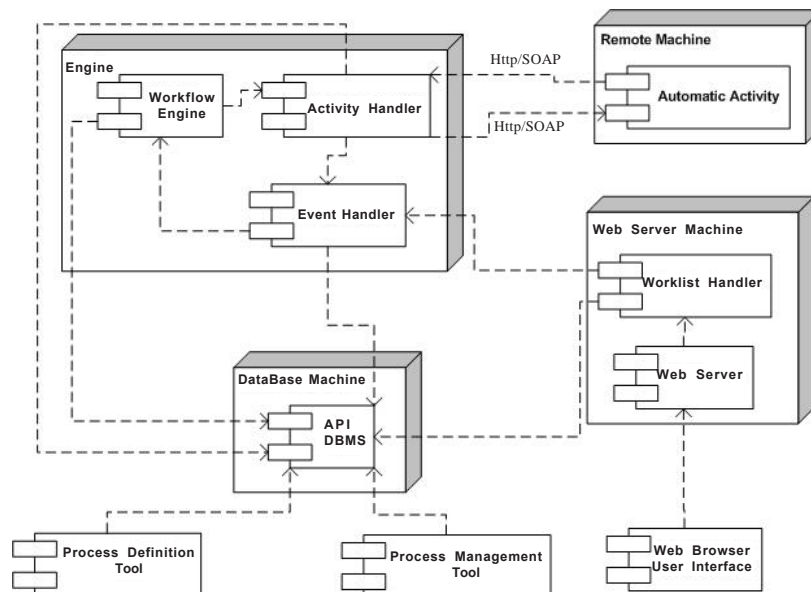 Engine
Workflow
Engine
Activity Handler
Event Handler
Http/SOAP
Http/SOAP
Remote Machine
Automatic Activity
Web Server Machine
Worklist Handler
Web Server
DataBase Machine
API
DBMS
Process Definition
Tool
Process Management
Tool
Web Browser
User Interface